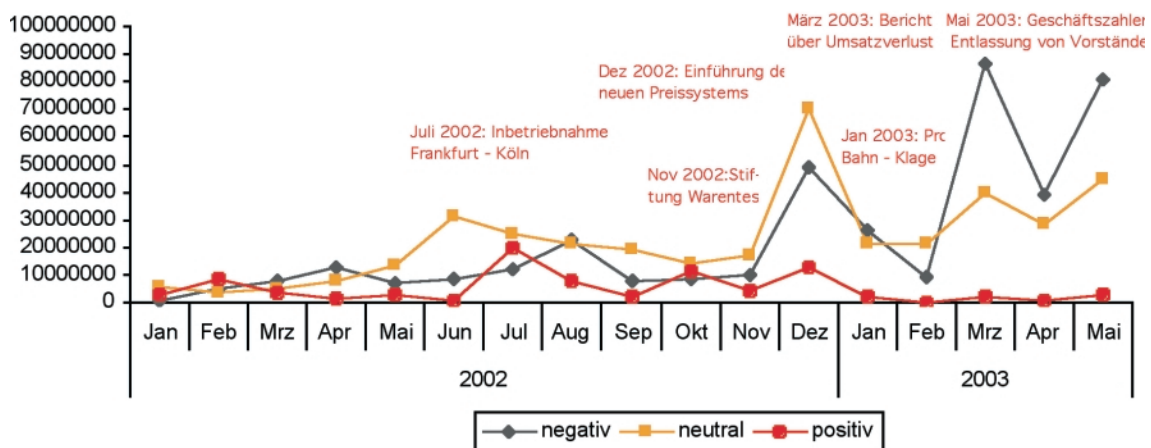 100000000
90000000
80000000
70000000
60000000
50000000
40000000
30000000
20000000
10000000
0
März 2003: Bericht
über Umsatzverlust
Mai 2003: Geschäftszahlen
Entlassung von Vorstände
Dez 2002: Einführung de
neuen Preissystems
Juli 2002: Inbetriebnahme
Frankfurt - Köln
Jan 2003: Pro
Bahn - Klage
Nov 2002:Stif-
tung Warentes
Jan Feb Mrz Apr Mai Jun Jul Aug Sep Okt Nov Dez Jan Feb Mrz Apr Mai
2002 2003
negativ neutral positiv